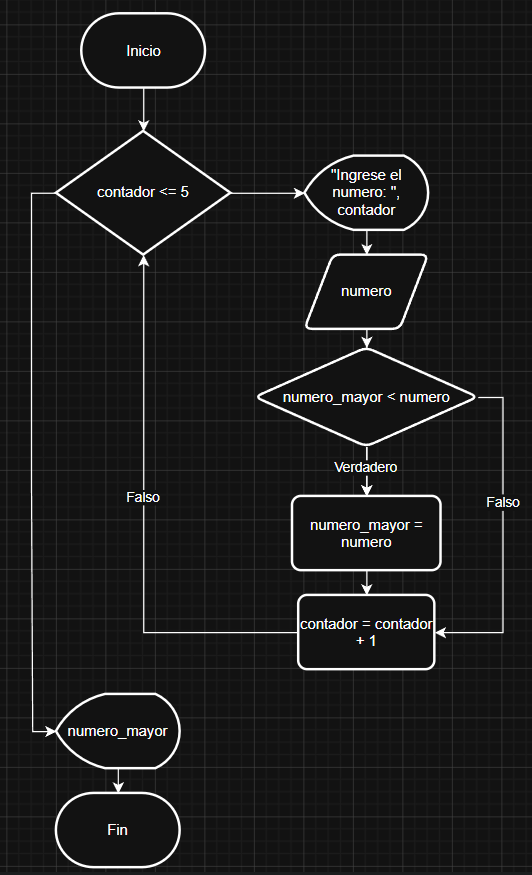 Inicio
contador <= 5
"Ingrese el
numero: ",
contador
numero
numero_mayor < numero
Verdadero
Falso
Falso
numero_mayor =
numero
contador = contador
+ 1
numero_mayor
Fin